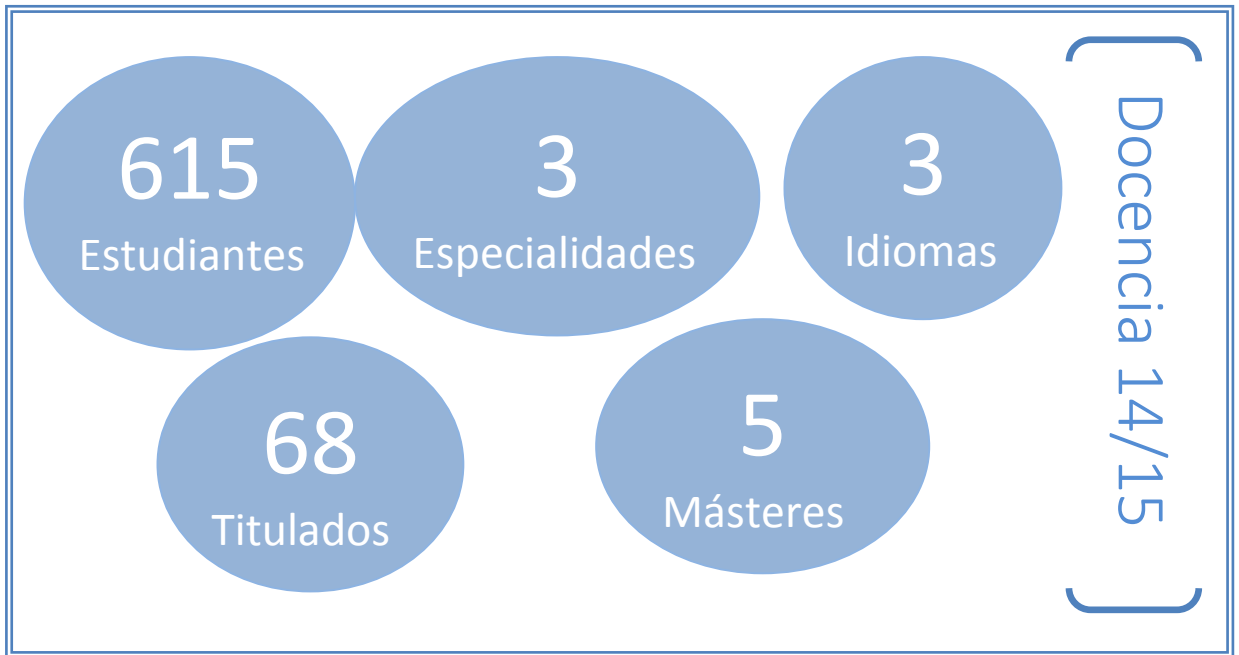 615
Estudiantes
3
Especialidades
3
Idiomas
68
Titulados
5
Másteres
Docencia 14/15